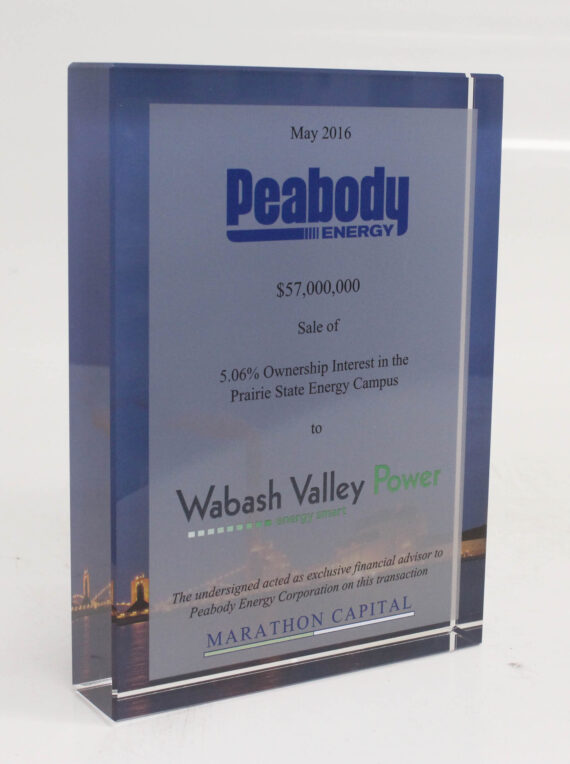 May 2016
Peabody
ENERGY
$57,000,000
Sale of
5.06% Ownership Interest in the
Prairie State Energy Campus
to
Wabash Valley Power
energy smart
The undersigned acted as exclusive financial advisor to
Peabody Energy Corporation on this transaction
MARATHON CAPITAL